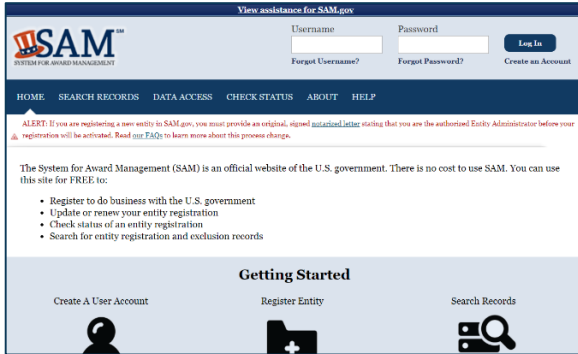 View assistance for SAM.gov
SAM SM
SYSTEM FOR AWARD MANAGEMENT
Username
Password
Log In
Forgot Username?
Forgot Password?
Create an Account
HOME SEARCH RECORDS DATA ACCESS CHECK STATUS ABOUT HELP
ALERT: If you are registering a new entity in SAM.gov, you must provide an original, signed notarized letter stating that you are the authorized Entity Administrator before your
registration will be activated. Read our FAQs to learn more about this process change.
The System for Award Management (SAM) is an official website of the U.S. government. There is no cost to use SAM. You can use
this site for FREE to:
• Register to do business with the U.S. government
• Update or renew your entity registration
• Check status of an entity registration
• Search for entity registration and exclusion records
Getting Started
Create A User Account
Register Entity
Search Records